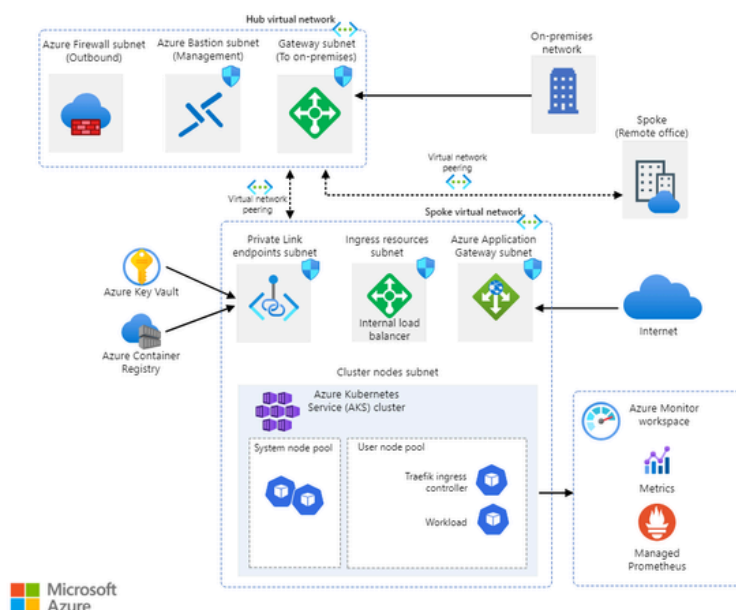 Hub virtual network
Azure Firewall subnet
(Outbound)
Azure Bastion subnet
(Management)
Gateway subnet
(To on-premises)
On-premises
network
Spoke
(Remote office)
Virtual network
peering
Virtual network
peering
Spoke virtual network
Private Link
endpoints subnet
Ingress resources
subnet
Azure Application
Gateway subnet
Azure Key Vault
Azure Container
Registry
Internal load
balancer
Internet
Cluster nodes subnet
Azure Kubernetes
Service (AKS) cluster
System node pool
User node pool
Traefik ingress
controller
Workload
Azure Monitor
workspace
Metrics
Managed
Prometheus
Microsoft
Azure